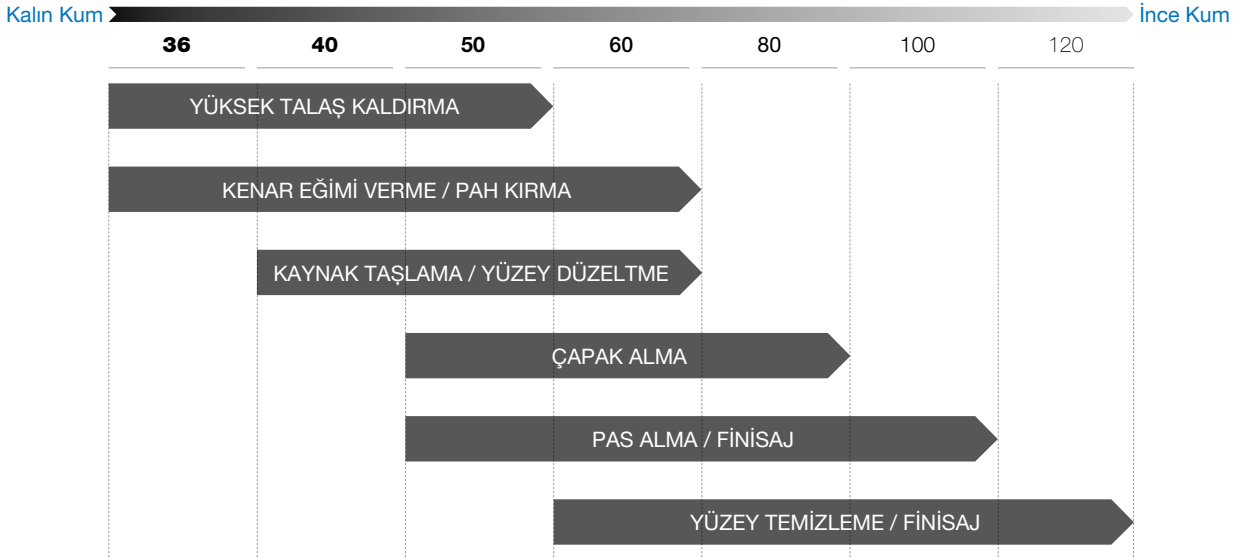 Kalın Kum İnce Kum
36 40 50 60 80 100 120
YÜKSEK TALAŞ KALDIRMA
KENAR EĞİMİ VERME / PAH KIRMA
KAYNAK TAŞLAMA / YÜZEY DÜZELTME
ÇAPAK ALMA
PAS ALMA / FİNİSAJ
YÜZEY TEMİZLEME / FİNİSAJ